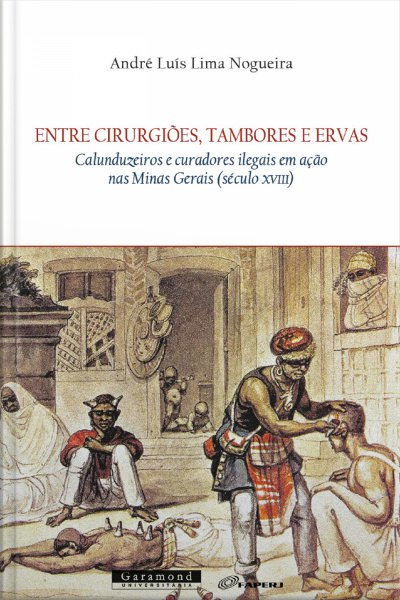 André Luís Lima Nogueira
ENTRE CIRURGIÕES, TAMBORES E ERVAS
Calunduzeiros e curadores ilegais em ação
nas Minas Gerais (século XVIII)
Garamond
UNIVERSITÁRIA
FAPERJ